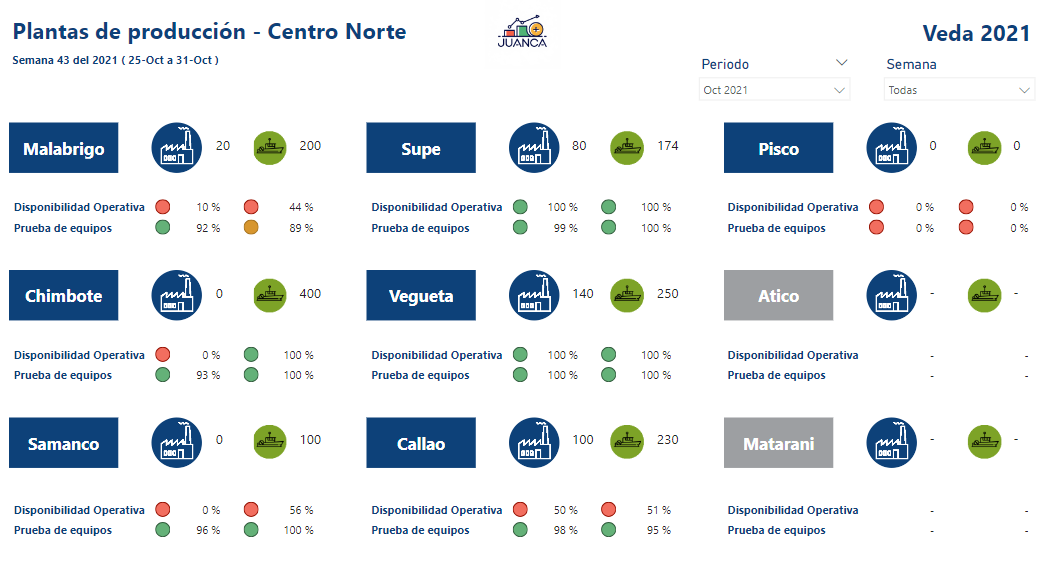 Plantas de producción - Centro Norte
JUANCA
Veda 2021
Semana 43 del 2021 ( 25-Oct a 31-Oct )
Periodo
Semana
Oct 2021
Todas
Malabrigo
20
200
Disponibilidad Operativa 10 % 44 %
Prueba de equipos 92 % 89 %
Supe
80
174
Disponibilidad Operativa 100 % 100 %
Prueba de equipos 99 % 100 %
Pisco
0
0
Disponibilidad Operativa 0 % 0 %
Prueba de equipos 0 % 0 %
Chimbote
0
400
Disponibilidad Operativa 0 % 100 %
Prueba de equipos 93 % 100 %
Vegueta
140
250
Disponibilidad Operativa 100 % 100 %
Prueba de equipos 100 % 100 %
Atico
-
-
Disponibilidad Operativa - -
Prueba de equipos - -
Samanco
0
100
Disponibilidad Operativa 0 % 56 %
Prueba de equipos 96 % 100 %
Callao
100
230
Disponibilidad Operativa 50 % 51 %
Prueba de equipos 98 % 95 %
Matarani
-
-
Disponibilidad Operativa - -
Prueba de equipos - -